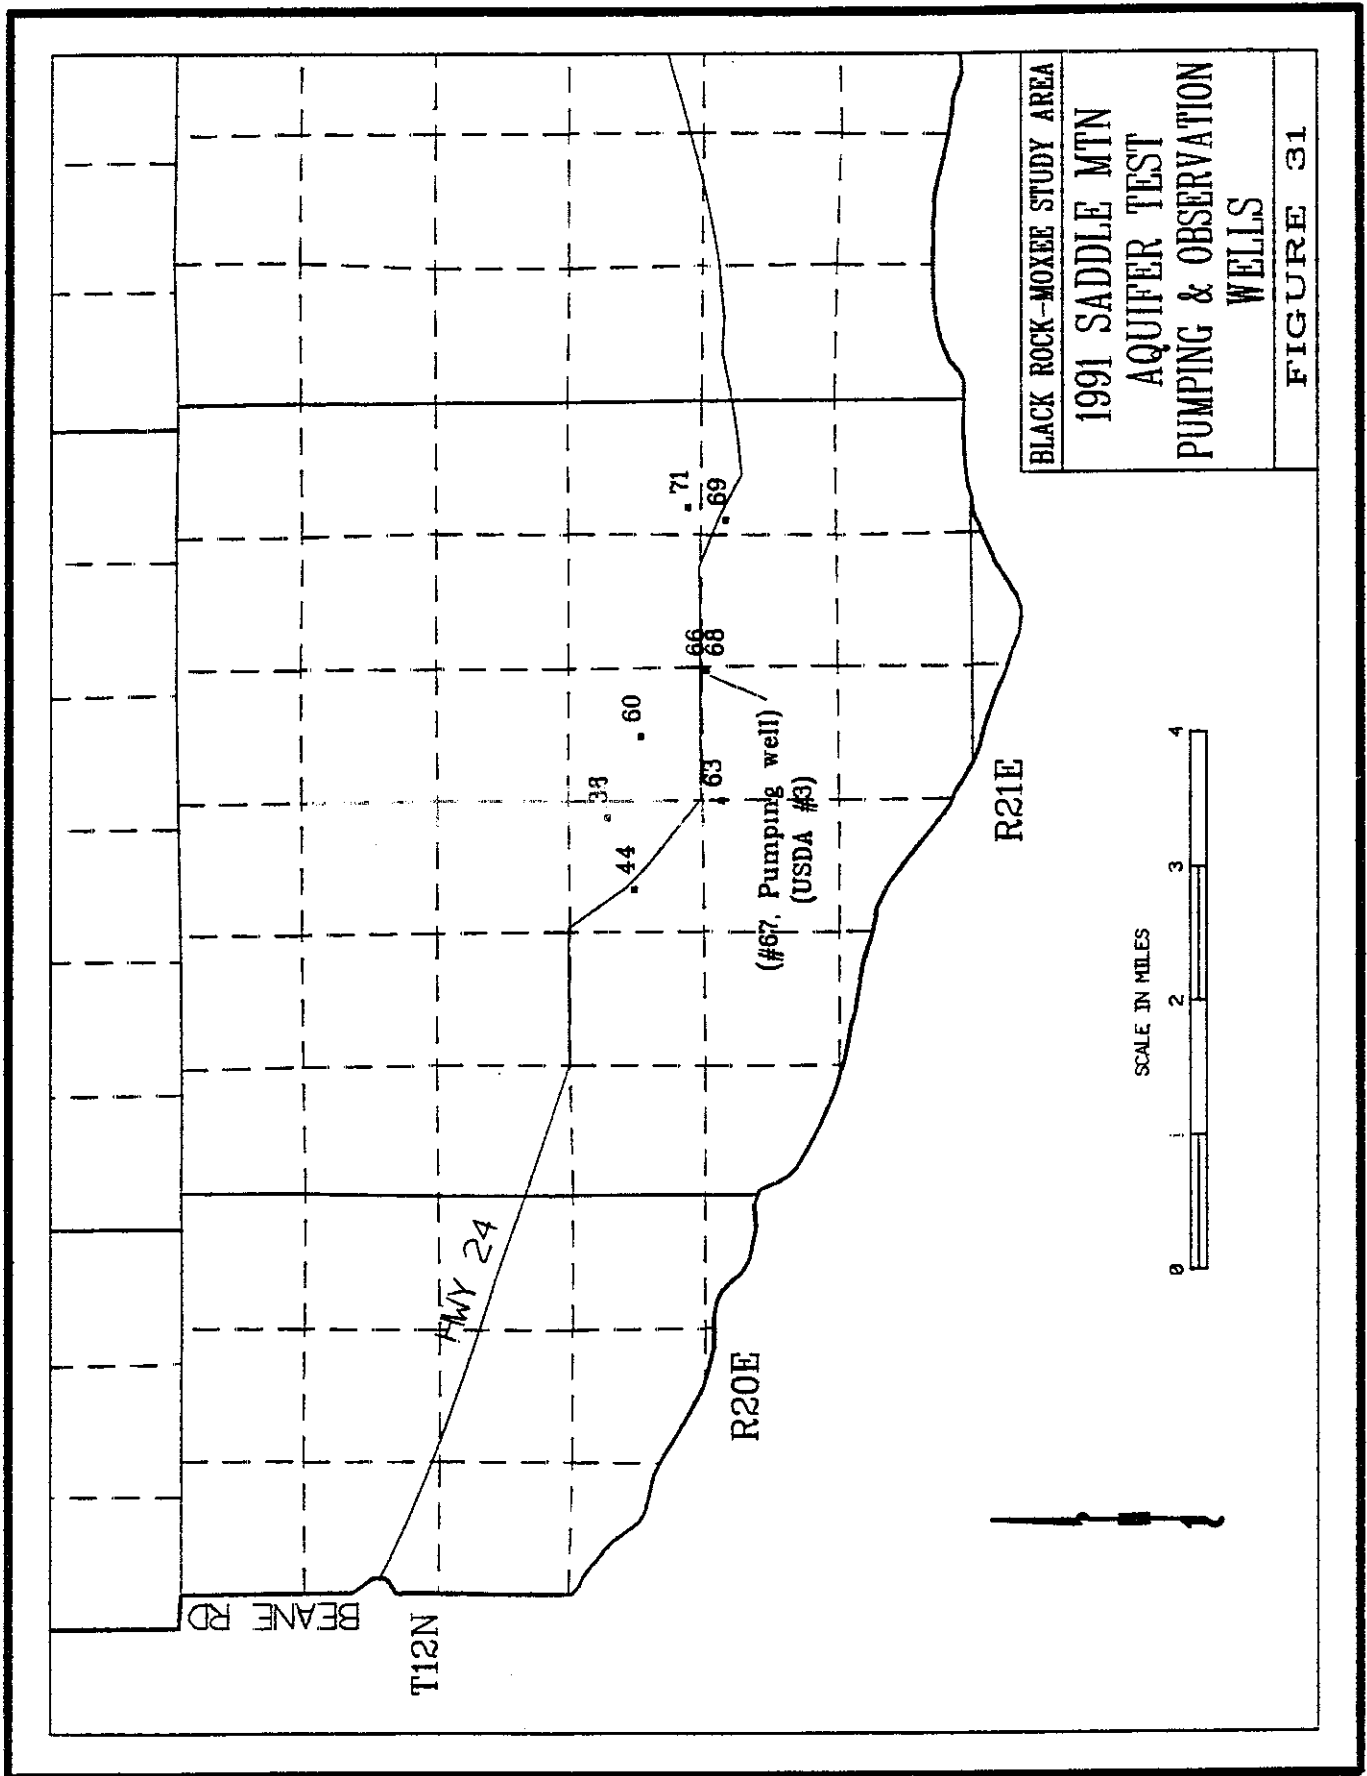 BEANE RD
T12N
HWY 24
R20E
44
38
60
63
66
68
71
69
(#67, Pumping well)
(USDA #3)
R21E
SCALE IN MILES
0 1 2 3 4
BLACK ROCK-MOXEE STUDY AREA
1991 SADDLE MTN
AQUIFER TEST
PUMPING & OBSERVATION
WELLS
FIGURE 31